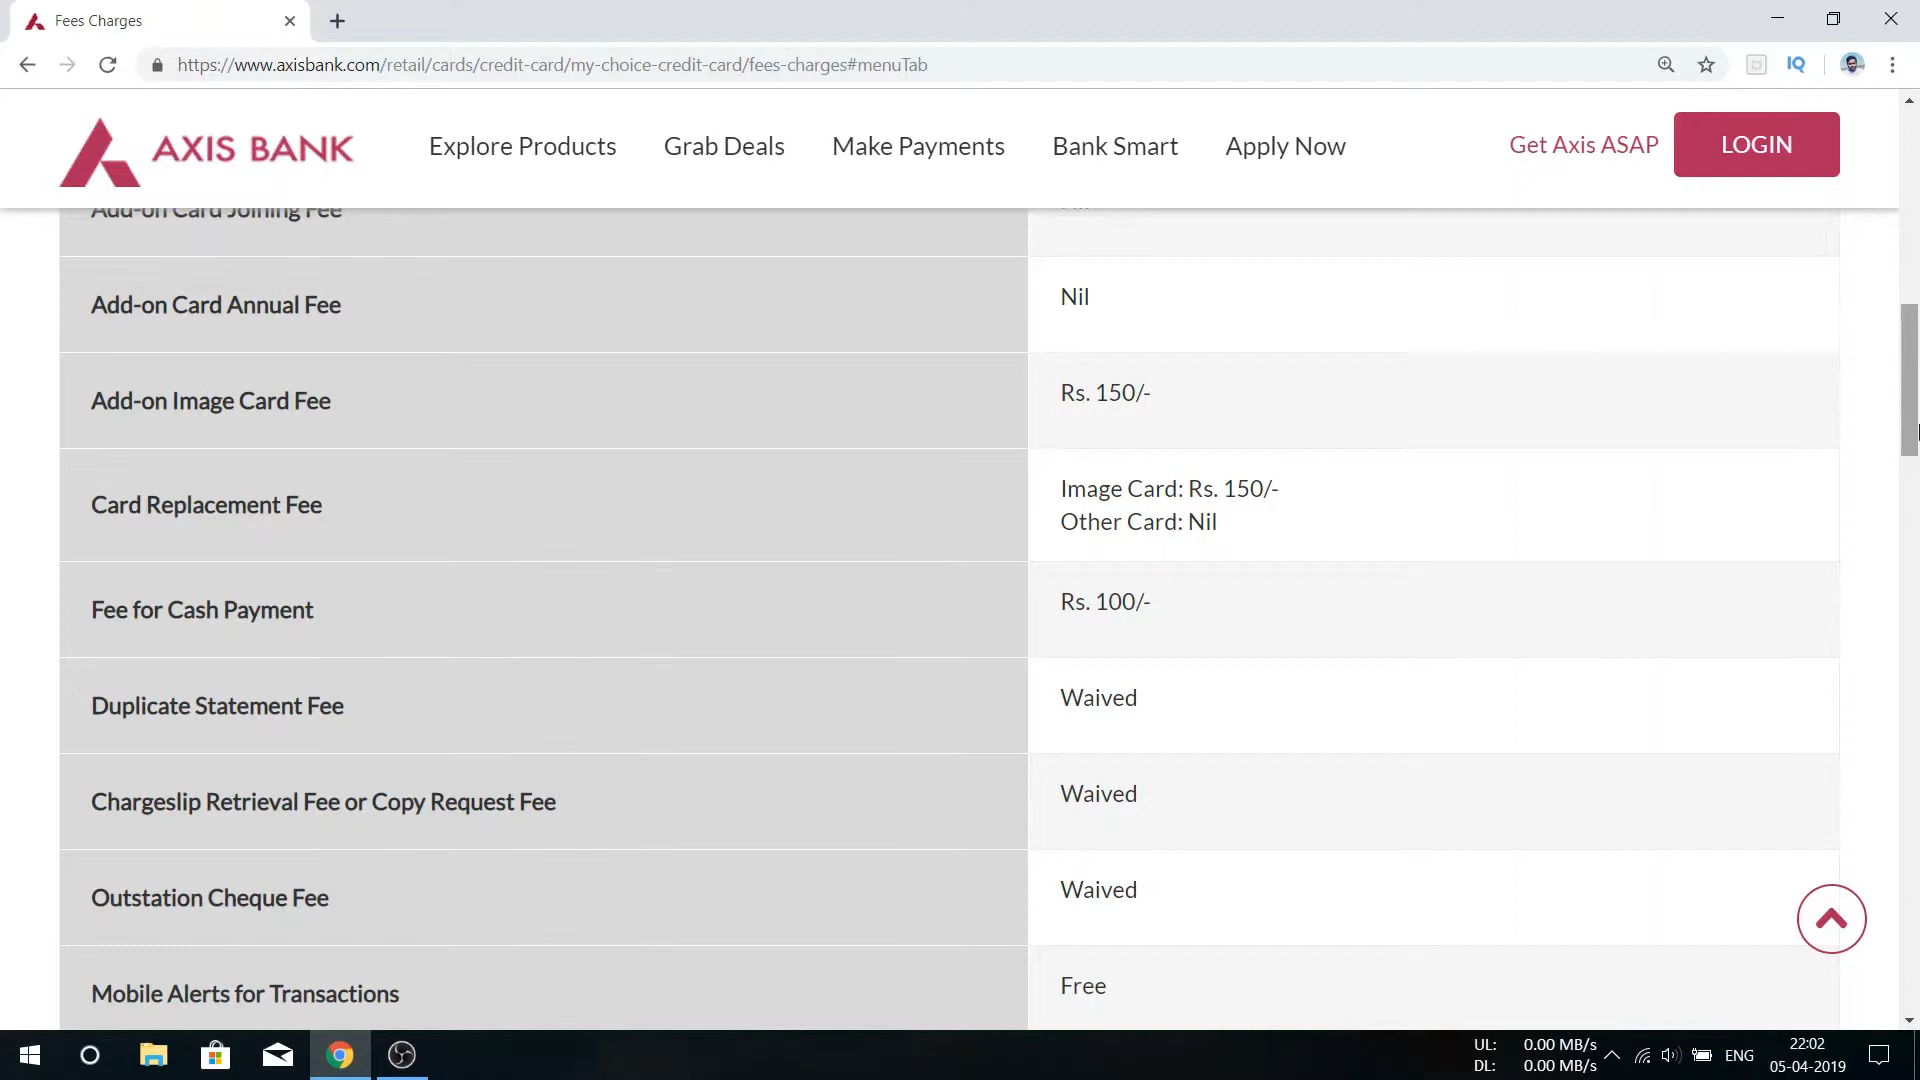 Fees Charges
https://www.axisbank.com/retail/cards/credit-card/my-choice-credit-card/fees-charges#menuTab
IQ
AXIS BANK
Explore Products
Grab Deals
Make Payments
Bank Smart
Apply Now
Get Axis ASAP
LOGIN
Add-on Card Joining Fee
Add-on Card Annual Fee
Nil
Add-on Image Card Fee
Rs. 150/-
Card Replacement Fee
Image Card: Rs. 150/-
Other Card: Nil
Fee for Cash Payment
Rs. 100/-
Duplicate Statement Fee
Waived
Chargeslip Retrieval Fee or Copy Request Fee
Waived
Outstation Cheque Fee
Waived
Mobile Alerts for Transactions
Free
UL: 0.00 MB/s
DL: 0.00 MB/s
ENG
22:02
05-04-2019